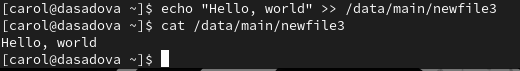 [carol@dasadova ~]$ echo "Hello, world" >> /data/main/newfile3
[carol@dasadova ~]$ cat /data/main/newfile3
Hello, world
[carol@dasadova ~]$